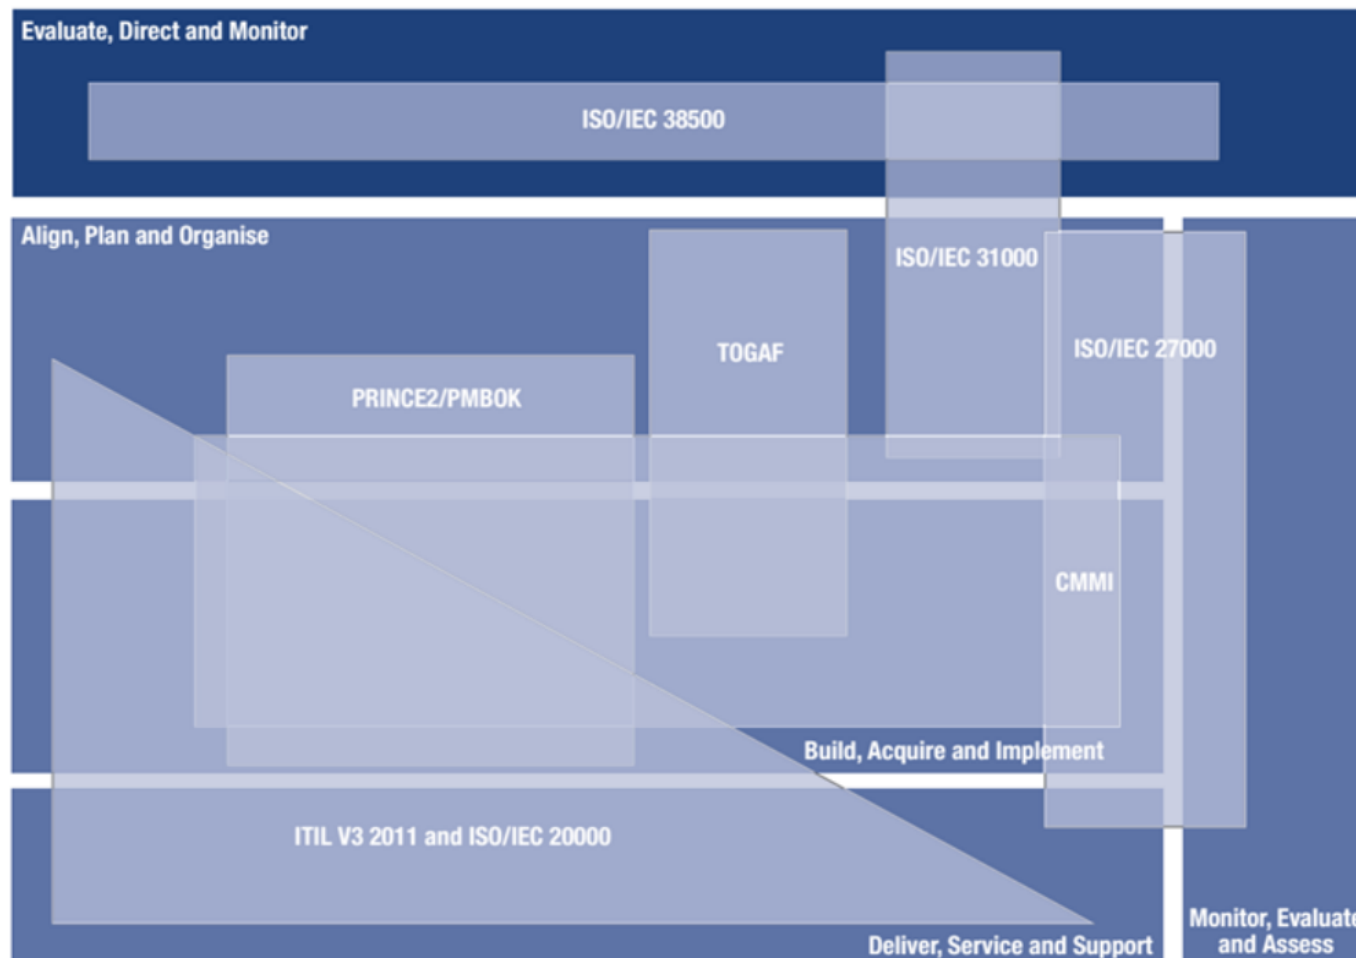 Evaluate, Direct and Monitor
ISO/IEC 38500
Align, Plan and Organise
ISO/IEC 31000
TOGAF
ISO/IEC 27000
PRINCE2/PMBOK
CMMI
Build, Acquire and Implement
ITIL V3 2011 and ISO/IEC 20000
Deliver, Service and Support
Monitor, Evaluate
and Assess